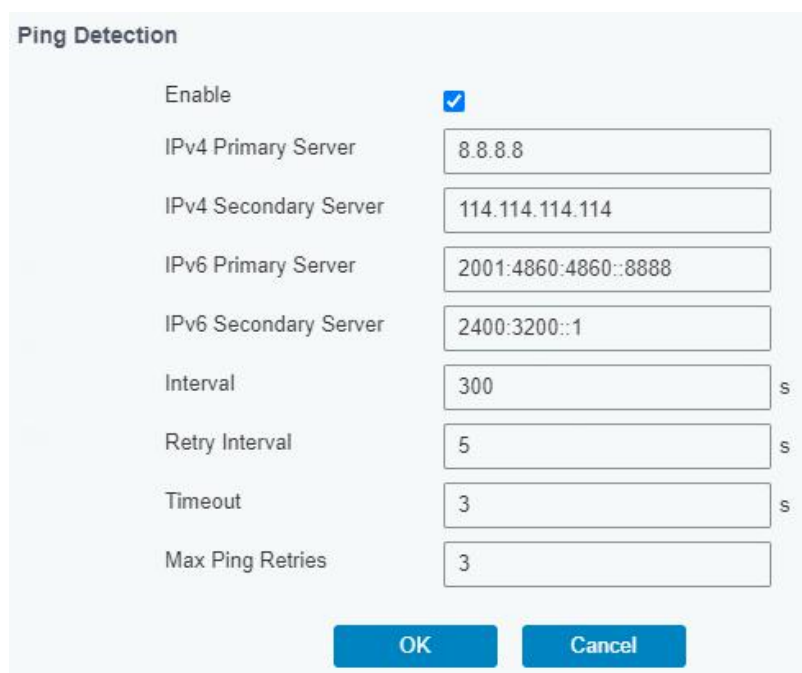 Ping Detection
Enable
IPv4 Primary Server 8.8.8.8
IPv4 Secondary Server 114.114.114.114
IPv6 Primary Server 2001:4860:4860::8888
IPv6 Secondary Server 2400:3200::1
Interval 300 s
Retry Interval 5 s
Timeout 3 s
Max Ping Retries 3
OK Cancel